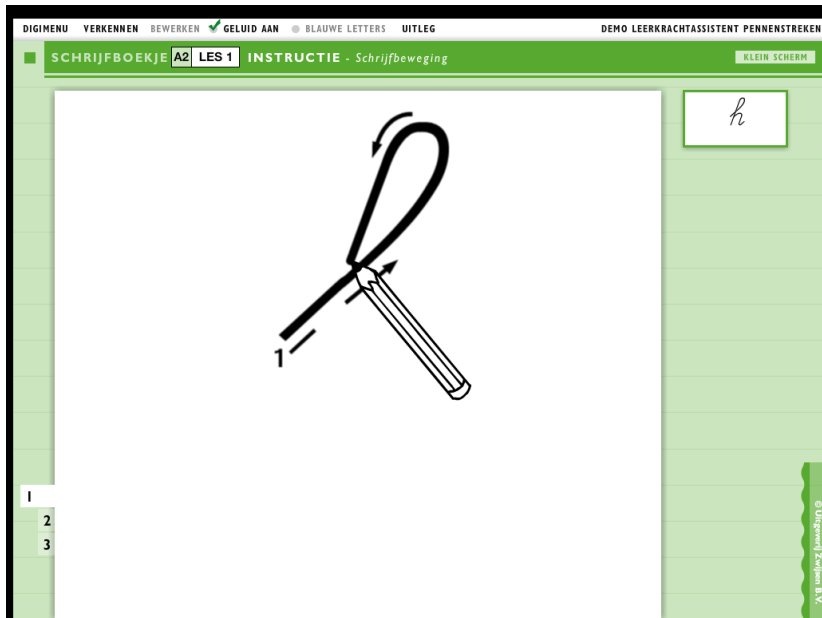 DIGIMENU VERKENNEN BEWERKEN GELUID AAN BLAUWE LETTERS UITLEG DEMO LEERKRACHTASSISTENT PENNENSTREKEN
SCHRIJFBOEKJE A2 LES 1 INSTRUCTIE - Schrijfbeweging KLEIN SCHERM
h
1
1
2
3
© Uitgeverij Zwijsen B.V.